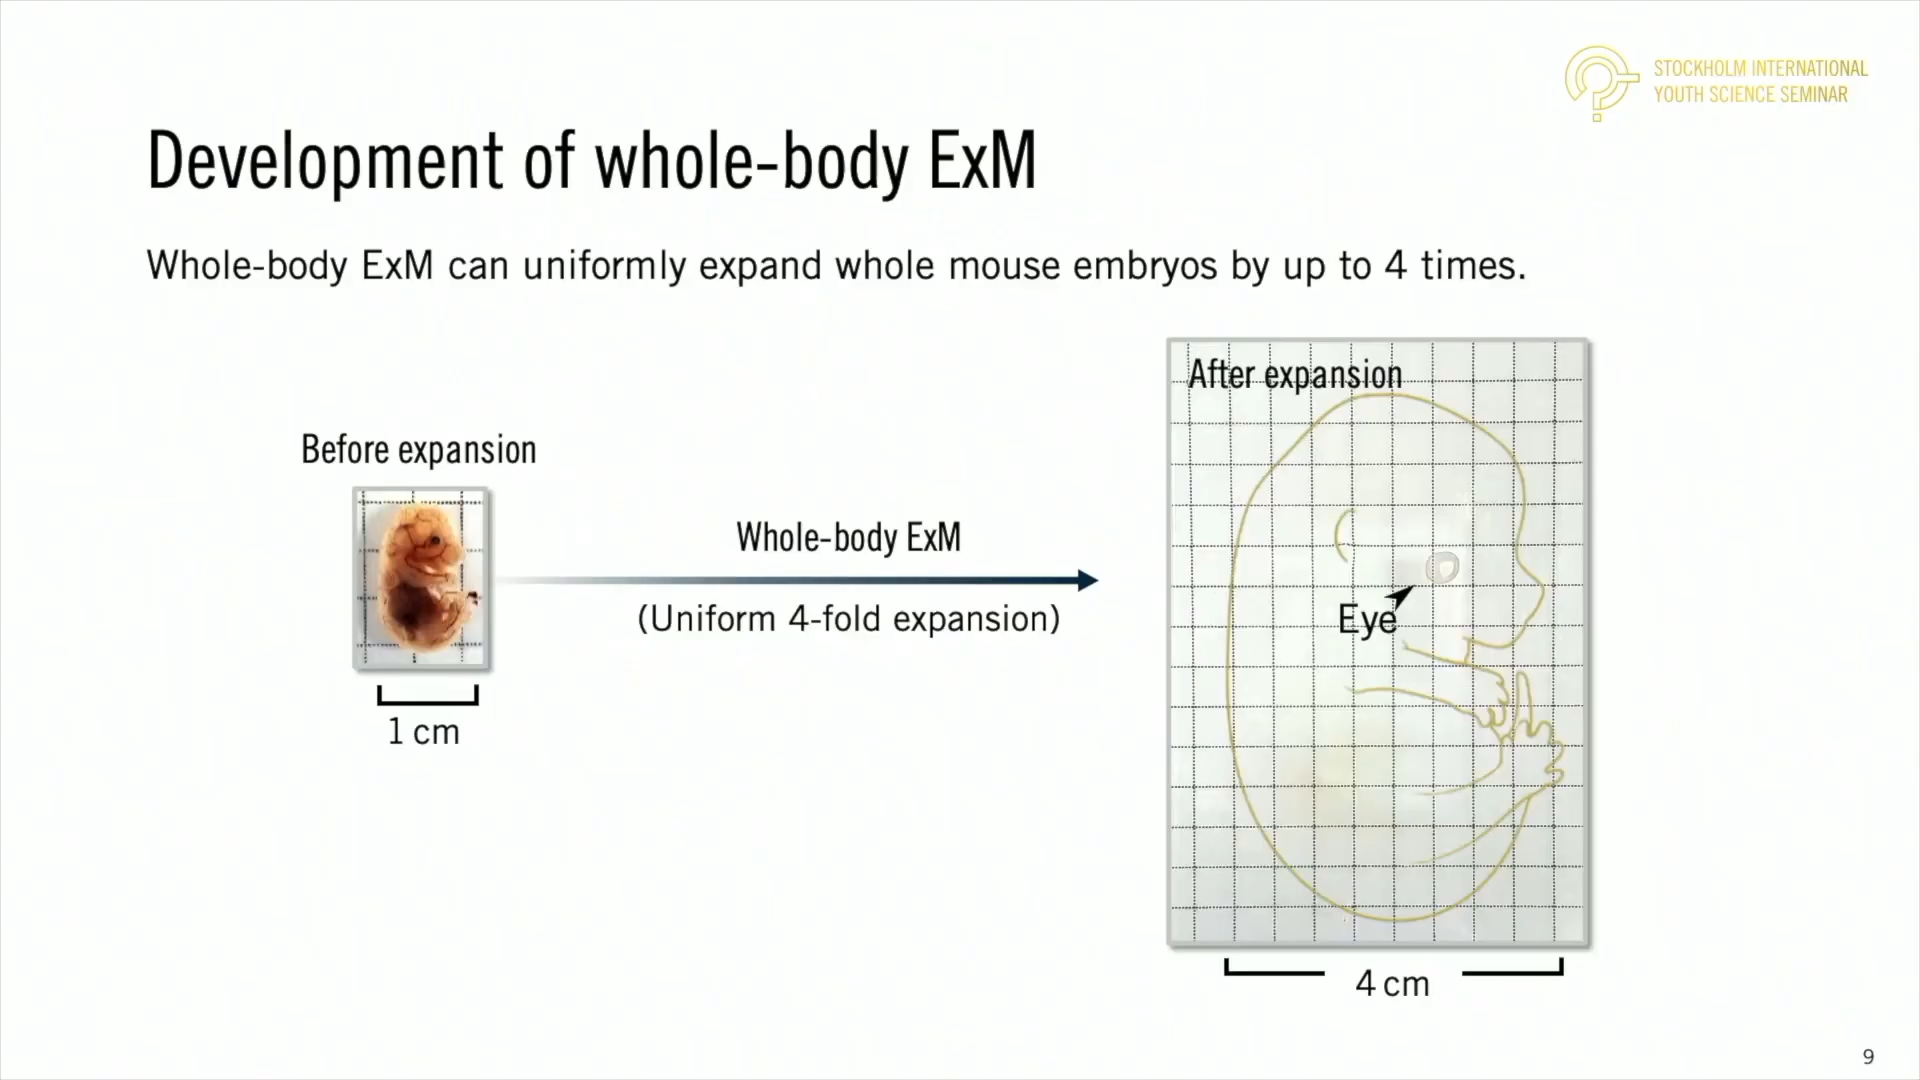 STOCKHOLM INTERNATIONAL
YOUTH SCIENCE SEMINAR
Development of whole-body ExM
Whole-body ExM can uniformly expand whole mouse embryos by up to 4 times.
Before expansion
1 cm
Whole-body ExM
(Uniform 4-fold expansion)
After expansion
Eye
4 cm
9